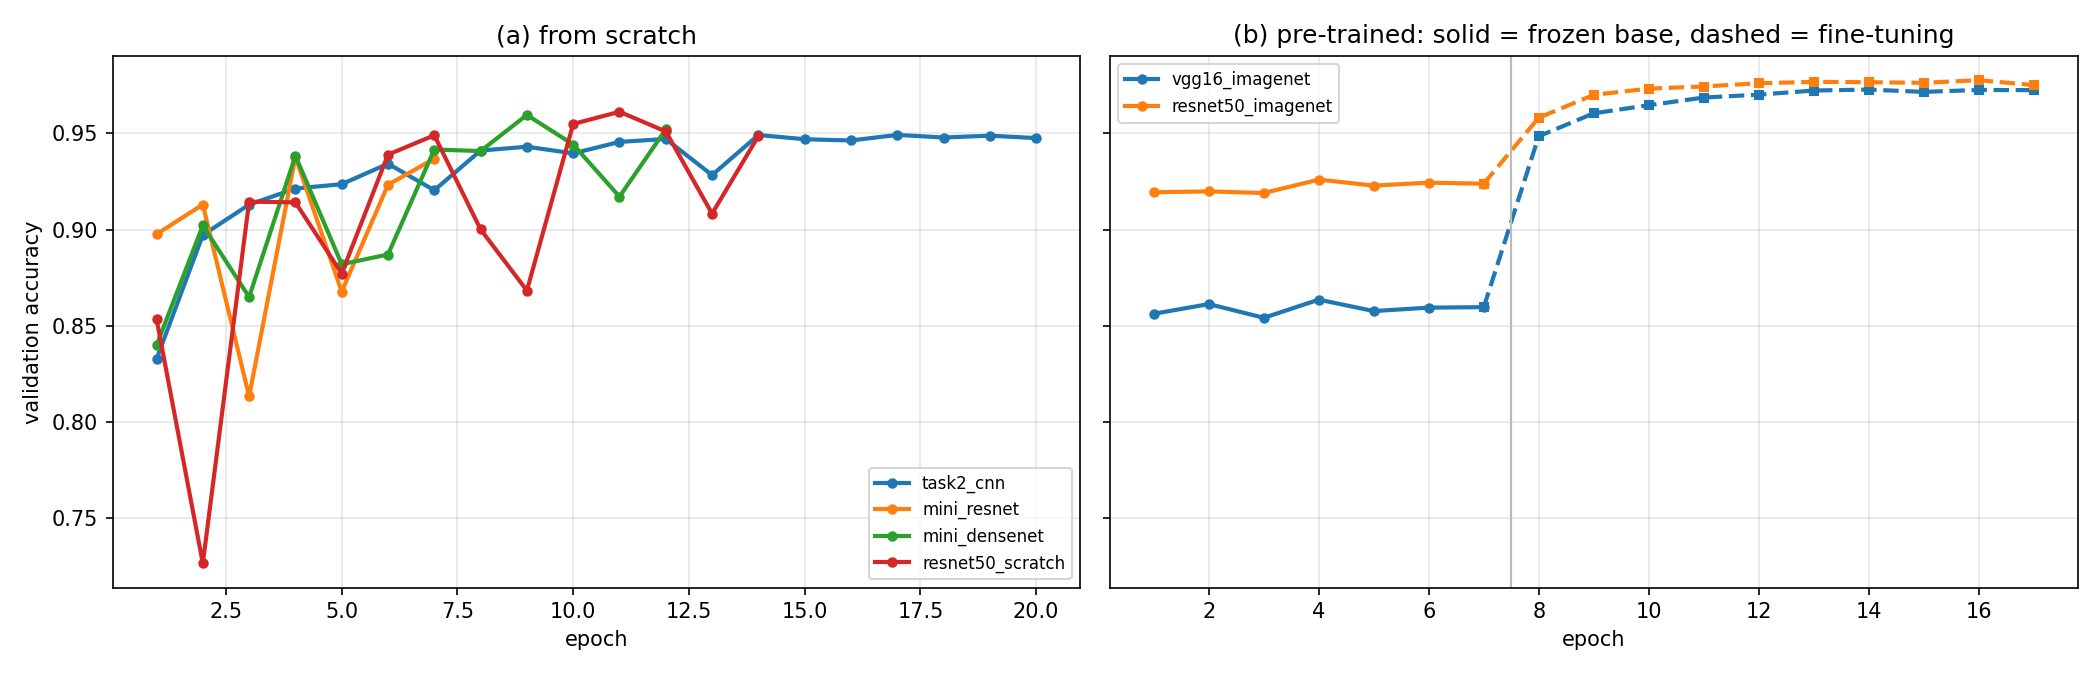 (a) from scratch
validation accuracy
0.95
0.90
0.85
0.80
0.75
2.5 5.0 7.5 10.0 12.5 15.0 17.5 20.0
epoch
task2_cnn
mini_resnet
mini_densenet
resnet50_scratch
(b) pre-trained: solid = frozen base, dashed = fine-tuning
vgg16_imagenet
resnet50_imagenet
2 4 6 8 10 12 14 16
epoch